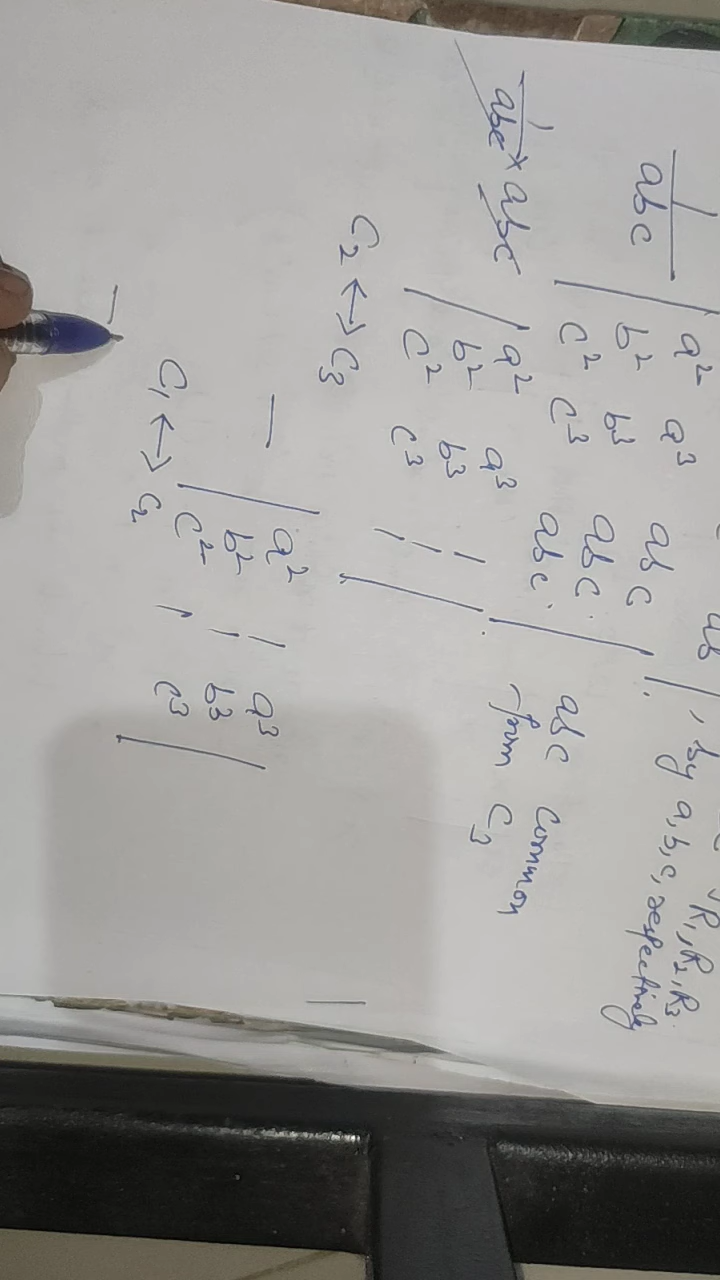 , by a, b, c, respectively
R₁, R₂, R₃.
1/abc | a² a³ abc
b² b³ abc
c² c³ abc | .
abc common
from C₃
1/abc × abc | a² a³ 1
b² b³ 1
c² c³ 1 |
C₂ ↔ C₃
— | a² 1 a³
b² 1 b³
c² 1 c³ |
C₁ ↔ C₂